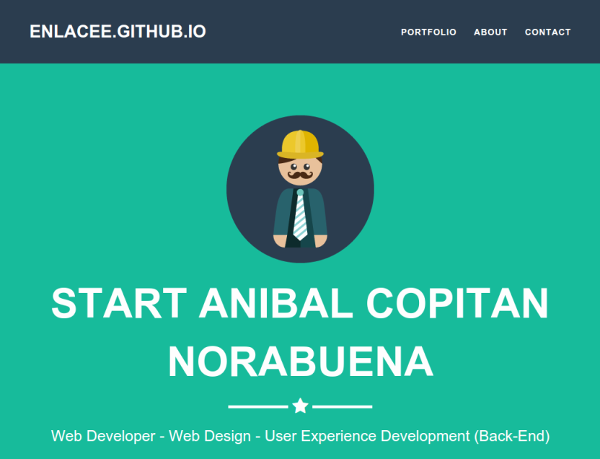 ENLACEE.GITHUB.IO
PORTFOLIO ABOUT CONTACT
START ANIBAL COPITAN
NORABUENA
Web Developer - Web Design - User Experience Development (Back-End)